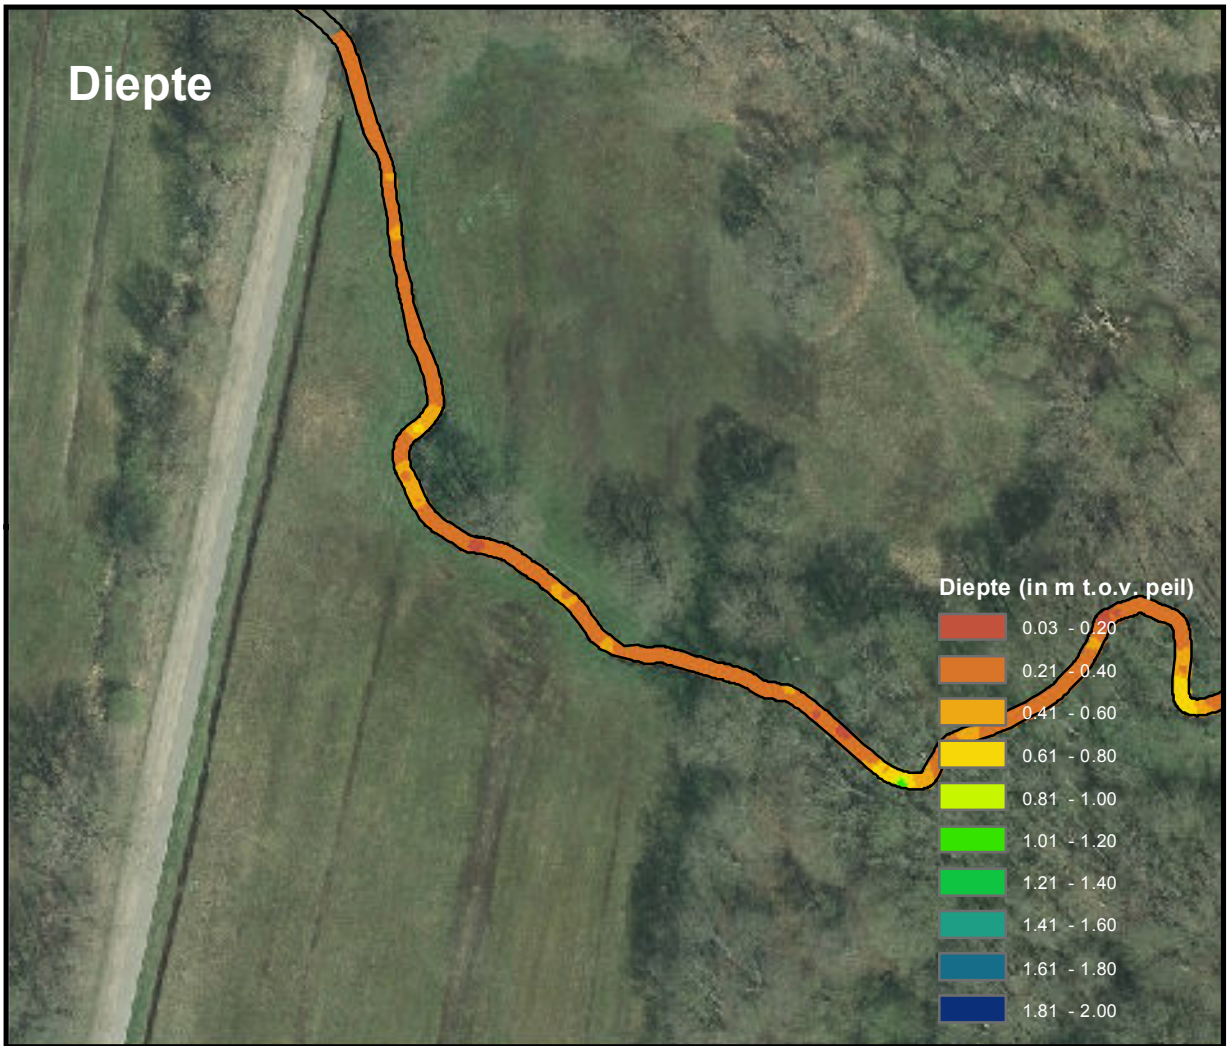 Diepte
Diepte (in m t.o.v. peil)
0.03 - 0.20
0.21 - 0.40
0.41 - 0.60
0.61 - 0.80
0.81 - 1.00
1.01 - 1.20
1.21 - 1.40
1.41 - 1.60
1.61 - 1.80
1.81 - 2.00